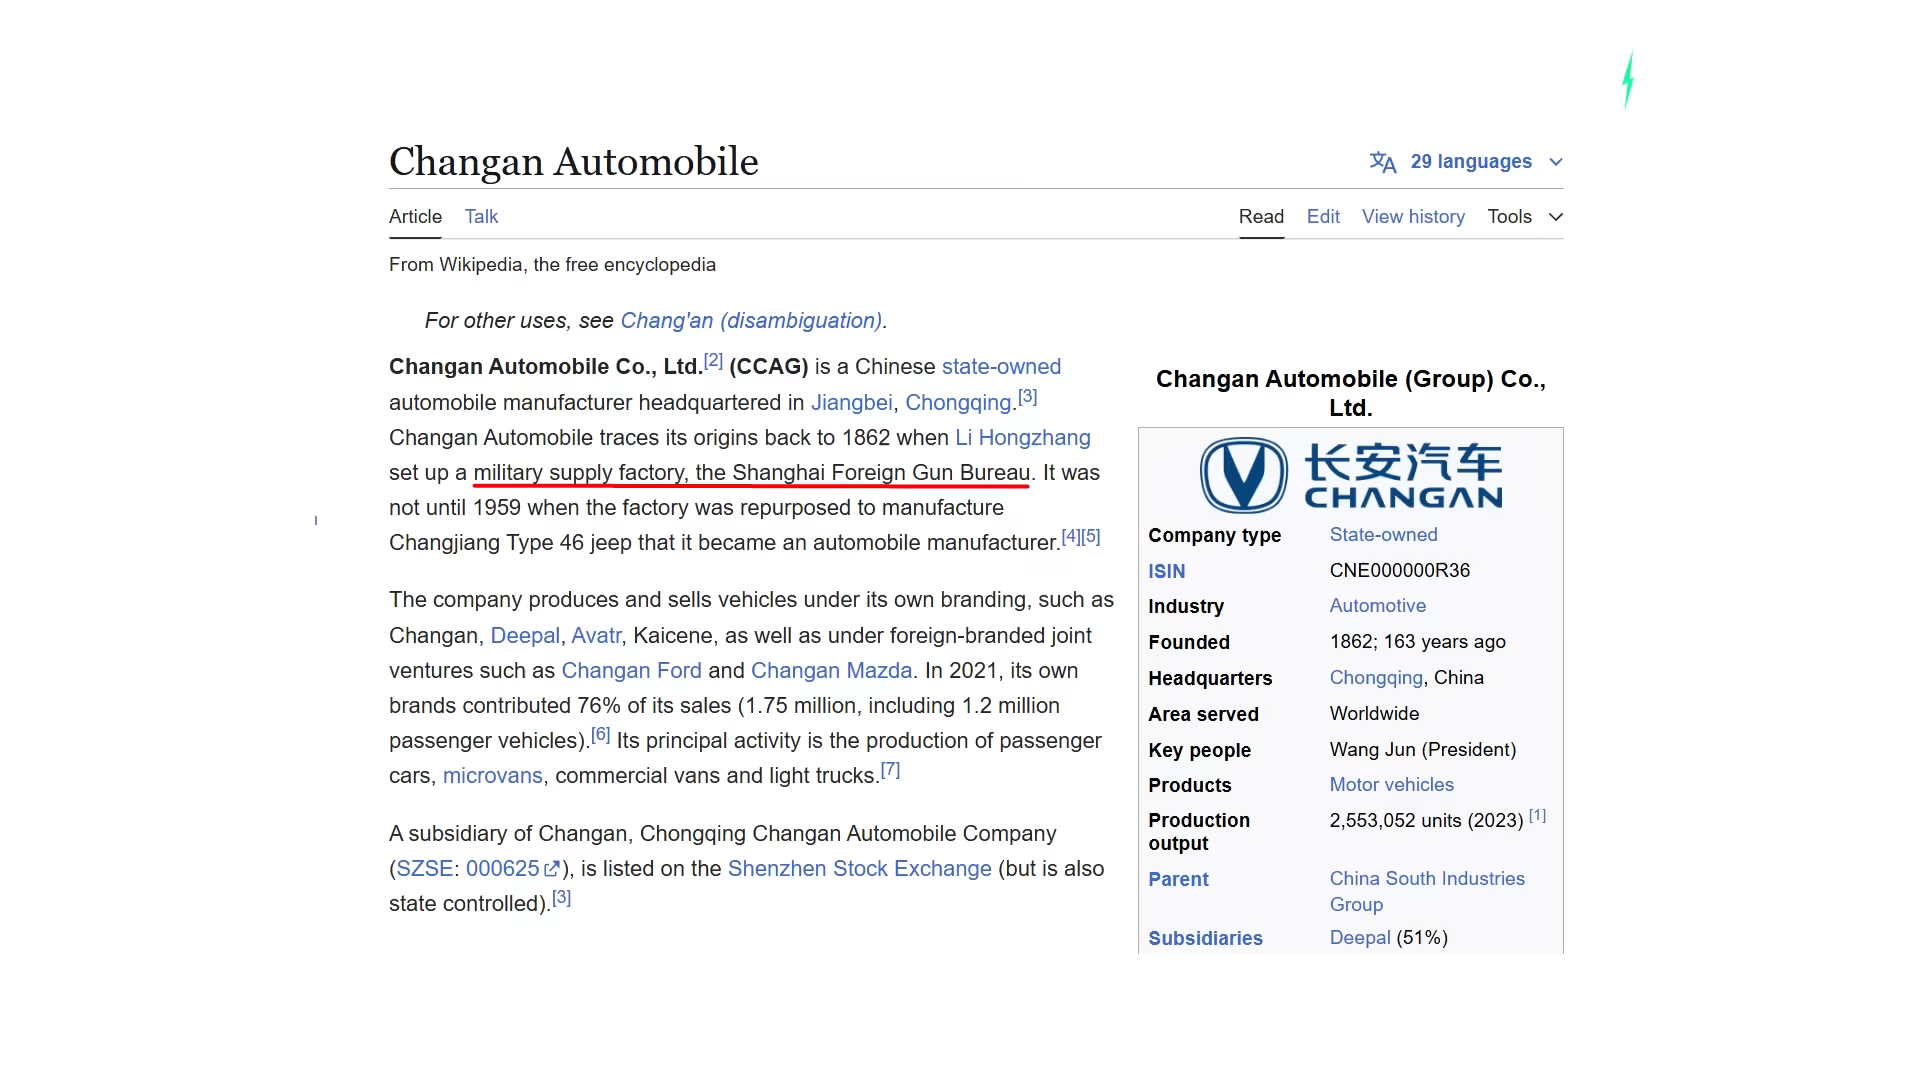 Changan Automobile
29 languages
Article Talk
Read Edit View history Tools
From Wikipedia, the free encyclopedia
For other uses, see Chang'an (disambiguation).
Changan Automobile Co., Ltd.[2] (CCAG) is a Chinese state-owned
automobile manufacturer headquartered in Jiangbei, Chongqing.[3]
Changan Automobile traces its origins back to 1862 when Li Hongzhang
set up a military supply factory, the Shanghai Foreign Gun Bureau. It was
not until 1959 when the factory was repurposed to manufacture
Changjiang Type 46 jeep that it became an automobile manufacturer.[4][5]
The company produces and sells vehicles under its own branding, such as
Changan, Deepal, Avatr, Kaicene, as well as under foreign-branded joint
ventures such as Changan Ford and Changan Mazda. In 2021, its own
brands contributed 76% of its sales (1.75 million, including 1.2 million
passenger vehicles).[6] Its principal activity is the production of passenger
cars, microvans, commercial vans and light trucks.[7]
A subsidiary of Changan, Chongqing Changan Automobile Company
(SZSE: 000625), is listed on the Shenzhen Stock Exchange (but is also
state controlled).[3]
Changan Automobile (Group) Co.,
Ltd.
长安汽车
CHANGAN
Company type State-owned
ISIN CNE000000R36
Industry Automotive
Founded 1862; 163 years ago
Headquarters Chongqing, China
Area served Worldwide
Key people Wang Jun (President)
Products Motor vehicles
Production 2,553,052 units (2023) [1]
output
Parent China South Industries
Group
Subsidiaries Deepal (51%)